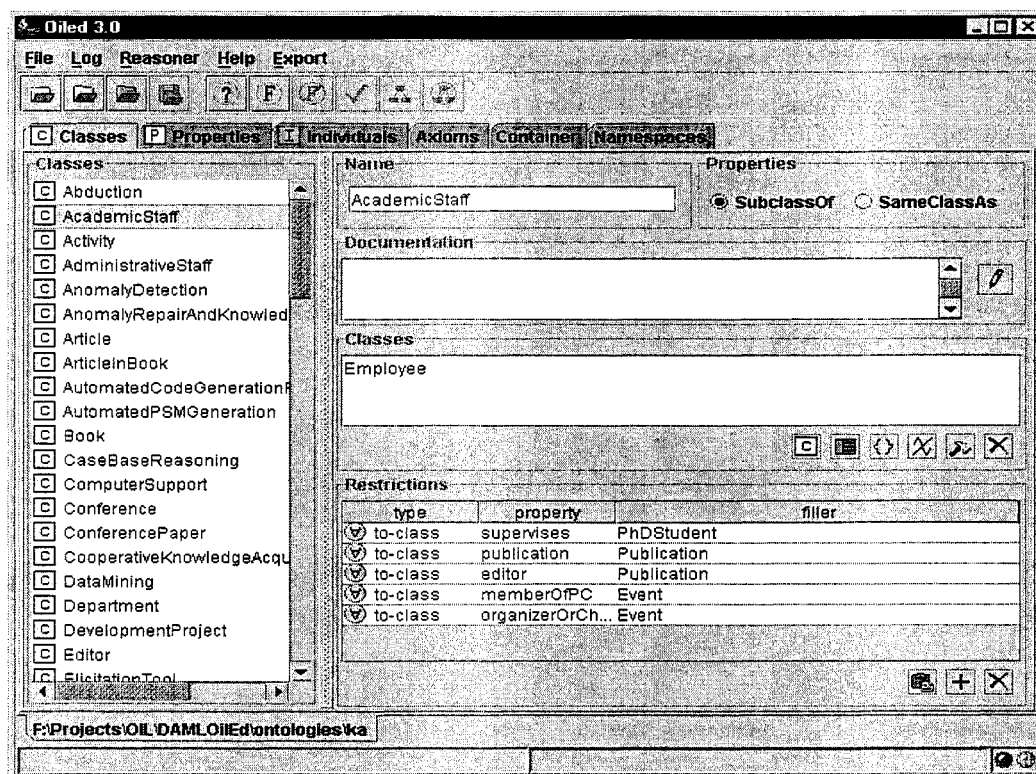 Oiled 3.0
File Log Reasoner Help Export
C Classes P Properties I Individuals Axioms Container Namespaces
Classes
C Abduction
C AcademicStaff
C Activity
C AdministrativeStaff
C AnomalyDetection
C AnomalyRepairAndKnowled
C Article
C ArticleInBook
C AutomatedCodeGenerationF
C AutomatedPSMGeneration
C Book
C CaseBaseReasoning
C ComputerSupport
C Conference
C ConferencePaper
C CooperativeKnowledgeAcqu
C DataMining
C Department
C DevelopmentProject
C Editor
C ElicitationTool
Name
AcademicStaff
Properties
SubclassOf SameClassAs
Documentation
Classes
Employee
Restrictions
type property filler
to-class supervises PhDStudent
to-class publication Publication
to-class editor Publication
to-class memberOfPC Event
to-class organizerOrCh... Event
F:\Projects\OIL\DAMLOilEd\ontologies\ka